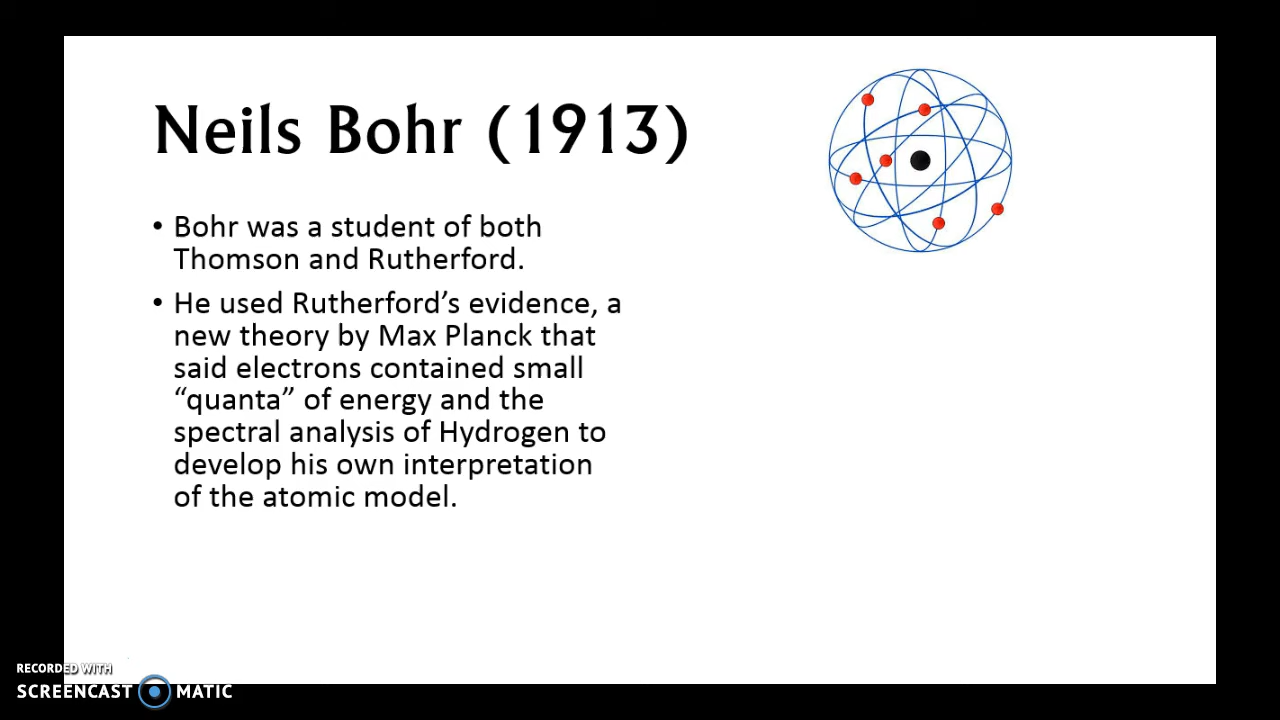 Neils Bohr (1913)
• Bohr was a student of both
Thomson and Rutherford.
• He used Rutherford’s evidence, a
new theory by Max Planck that
said electrons contained small
“quanta” of energy and the
spectral analysis of Hydrogen to
develop his own interpretation
of the atomic model.
RECORDED WITH
SCREENCAST MATIC